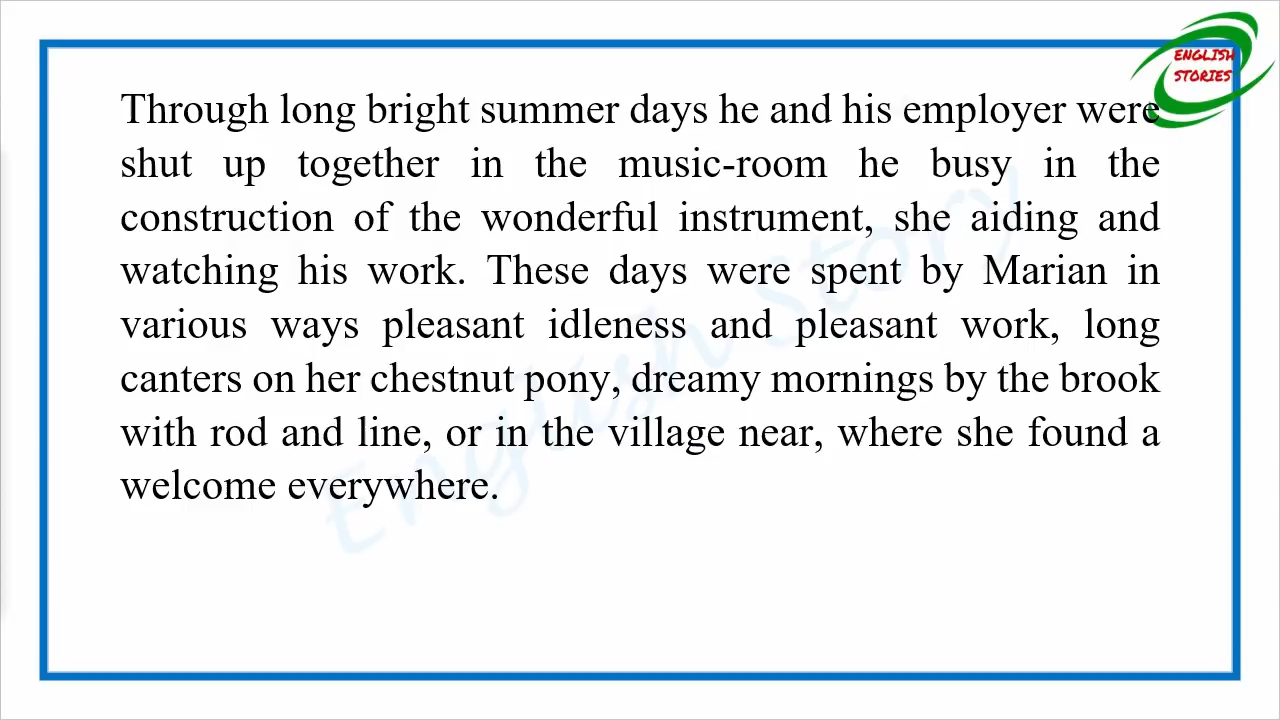 ENGLISH
STORIES
Through long bright summer days he and his employer were
shut up together in the music-room he busy in the
construction of the wonderful instrument, she aiding and
watching his work. These days were spent by Marian in
various ways pleasant idleness and pleasant work, long
canters on her chestnut pony, dreamy mornings by the brook
with rod and line, or in the village near, where she found a
welcome everywhere.
English Story